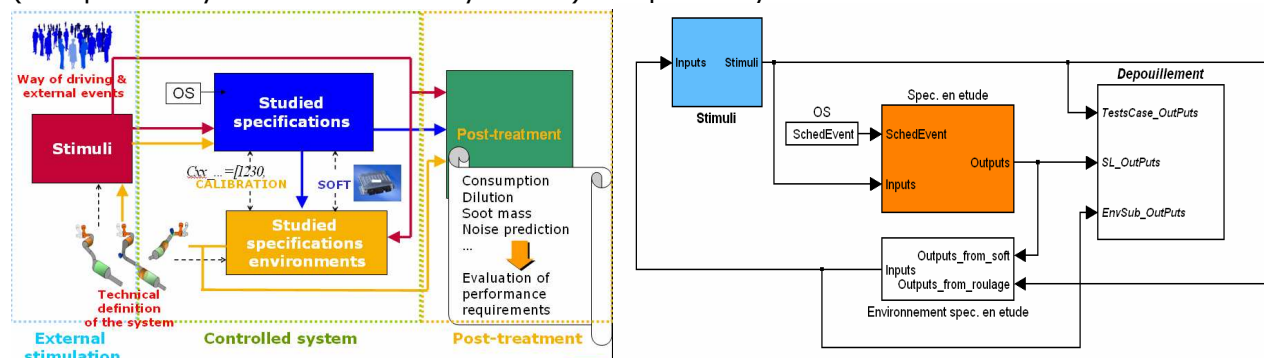 Way of driving &
external events
OS
Studied
specifications
Stimuli
Post-treatment
Cxx ...=[1230,
CALIBRATION
SOFT
Studied
specifications
environments
Consumption
Dilution
Soot mass
Noise prediction
...
Evaluation of
performance
requirements
Technical
definition
of the system
External
stimulation
Controlled system
Post-treatment
Inputs
Stimuli
Stimuli
OS
SchedEvent
Spec. en etude
SchedEvent
Outputs
Inputs
Depouillement
TestsCase_OutPuts
SL_OutPuts
EnvSub_OutPuts
Outputs_from_soft
Inputs
Outputs_from_roulage
Environnement spec. en etude